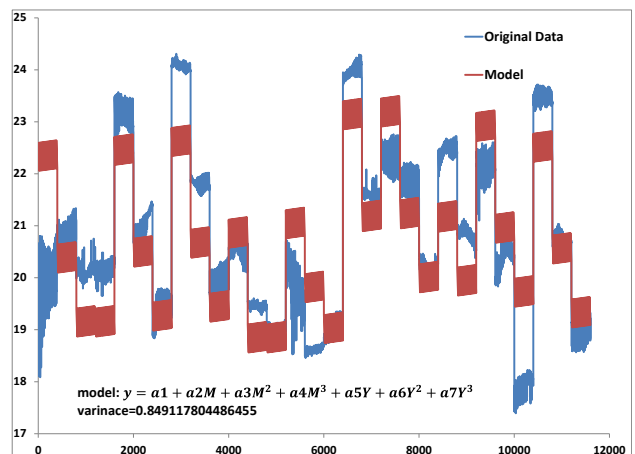 25
24
23
22
21
20
19
18
17
Original Data
Model
model: y = a1 + a2M + a3M² + a4M³ + a5Y + a6Y² + a7Y³
varinace=0.849117804486455
0 2000 4000 6000 8000 10000 12000